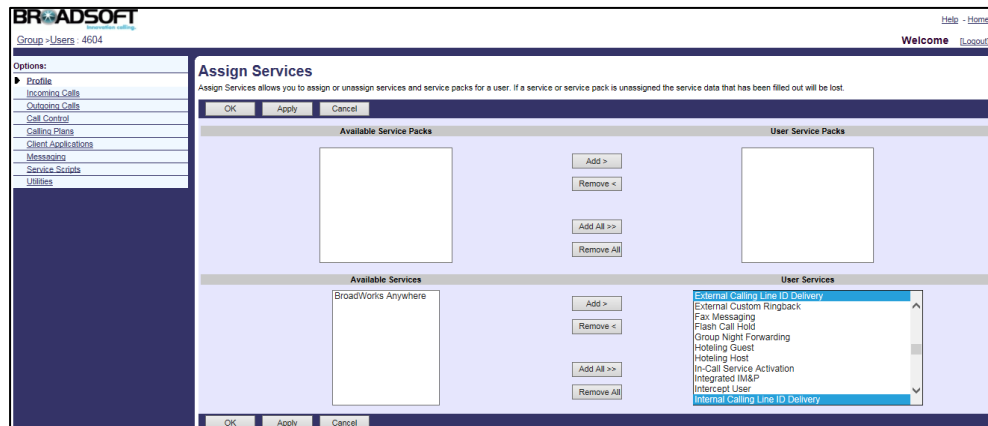 BROADSOFT
innovation calling.
Help - Home
Group >Users : 4604
Welcome [Logout]
Options:
Profile
Incoming Calls
Outgoing Calls
Call Control
Calling Plans
Client Applications
Messaging
Service Scripts
Utilities
Assign Services
Assign Services allows you to assign or unassign services and service packs for a user. If a service or service pack is unassigned the service data that has been filled out will be lost.
OK Apply Cancel
Available Service Packs User Service Packs
Add >
Remove <
Add All >>
Remove All
Available Services User Services
BroadWorks Anywhere
Add >
Remove <
Add All >>
Remove All
External Calling Line ID Delivery
External Custom Ringback
Fax Messaging
Flash Call Hold
Group Night Forwarding
Hoteling Guest
Hoteling Host
In-Call Service Activation
Integrated IM&P
Intercept User
Internal Calling Line ID Delivery
OK Apply Cancel